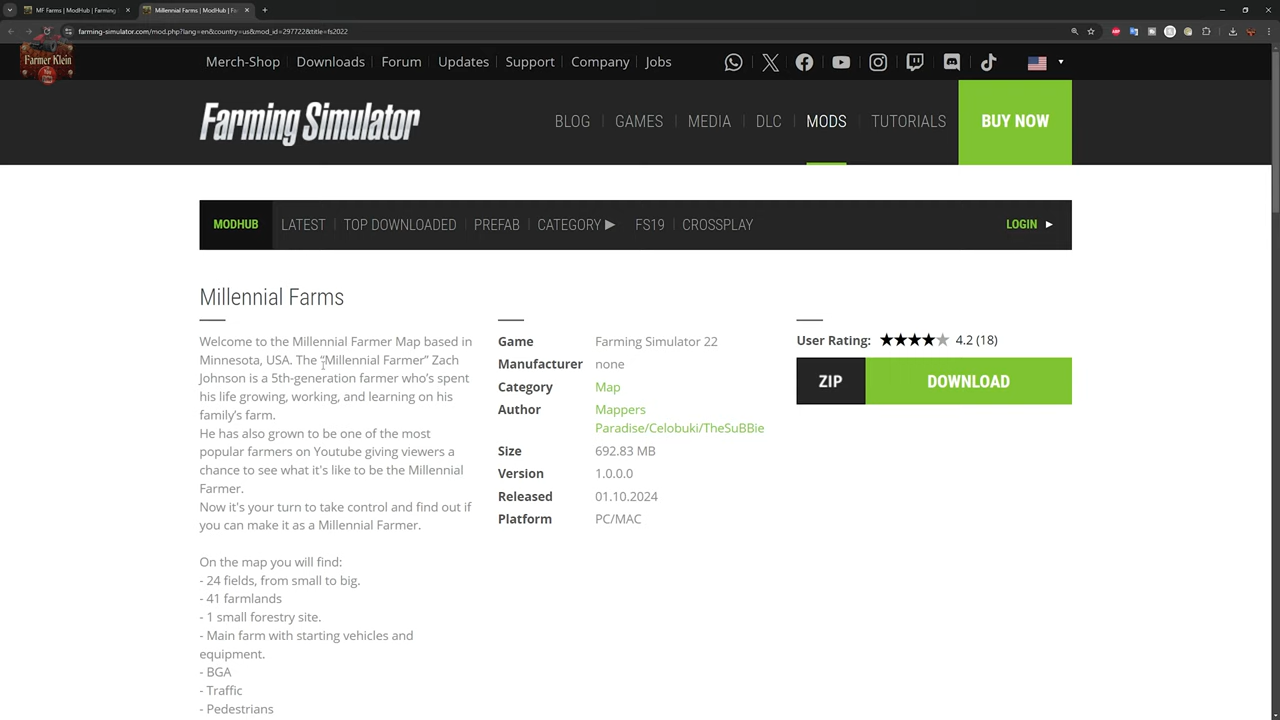 MF Farms | ModHub | Farming
Millennial Farms | ModHub | Farm
farming-simulator.com/mod.php?lang=en&country=us&mod_id=297722&title=fs2022
Farmer Klein
YouTube
Merch-Shop Downloads Forum Updates Support Company Jobs
Farming Simulator
BLOG GAMES MEDIA DLC MODS TUTORIALS BUY NOW
MODHUB LATEST TOP DOWNLOADED PREFAB CATEGORY ▶ FS19 CROSSPLAY LOGIN ▶
Millennial Farms
Welcome to the Millennial Farmer Map based in
Minnesota, USA. The “Millennial Farmer” Zach
Johnson is a 5th-generation farmer who’s spent
his life growing, working, and learning on his
family’s farm.
He has also grown to be one of the most
popular farmers on Youtube giving viewers a
chance to see what it's like to be the Millennial
Farmer.
Now it's your turn to take control and find out if
you can make it as a Millennial Farmer.
On the map you will find:
- 24 fields, from small to big.
- 41 farmlands
- 1 small forestry site.
- Main farm with starting vehicles and
equipment.
- BGA
- Traffic
- Pedestrians
Game Farming Simulator 22
Manufacturer none
Category Map
Author Mappers
Paradise/Celobuki/TheSuBBie
Size 692.83 MB
Version 1.0.0.0
Released 01.10.2024
Platform PC/MAC
User Rating: 4.2 (18)
ZIP DOWNLOAD